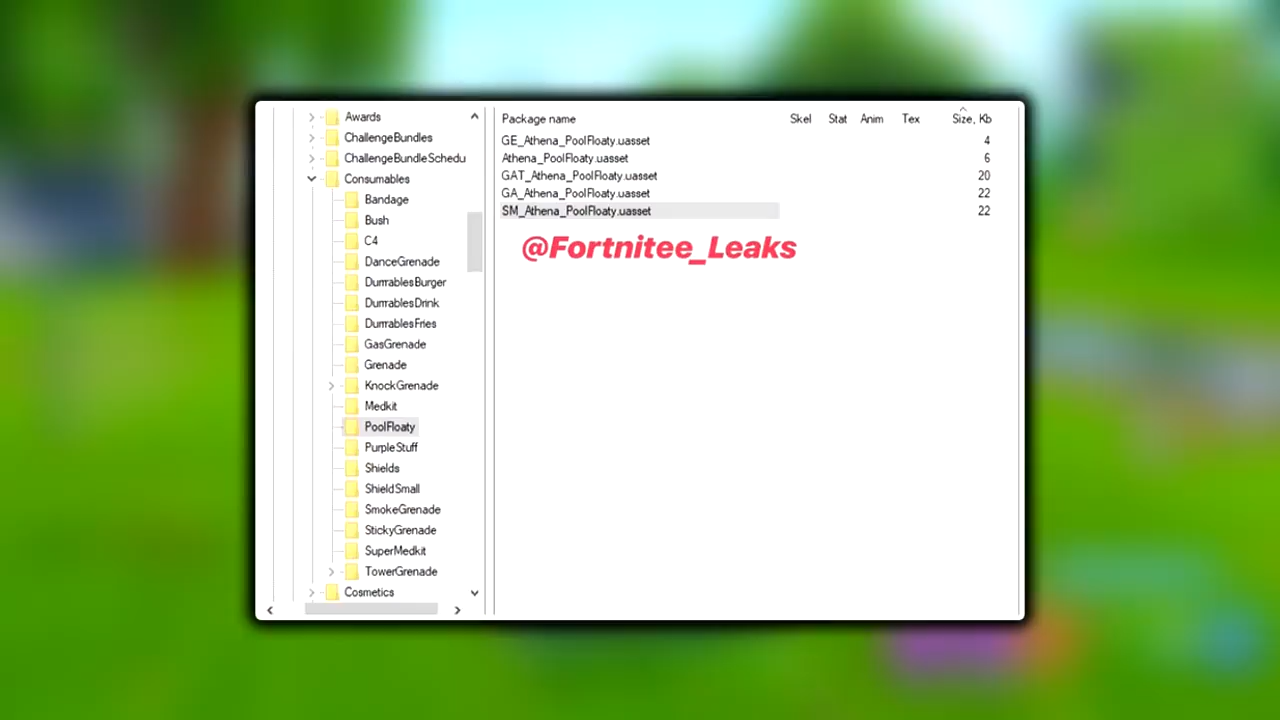 Awards
ChallengeBundles
ChallengeBundleSchedu
Consumables
Bandage
Bush
C4
DanceGrenade
DurrrablesBurger
DurrrablesDrink
DurrrablesFries
GasGrenade
Grenade
KnockGrenade
Medkit
PoolFloaty
PurpleStuff
Shields
ShieldSmall
SmokeGrenade
StickyGrenade
SuperMedkit
TowerGrenade
Cosmetics
Package name Skel Stat Anim Tex Size, Kb
GE_Athena_PoolFloaty.uasset 4
Athena_PoolFloaty.uasset 6
GAT_Athena_PoolFloaty.uasset 20
GA_Athena_PoolFloaty.uasset 22
SM_Athena_PoolFloaty.uasset 22
@Fortnitee_Leaks